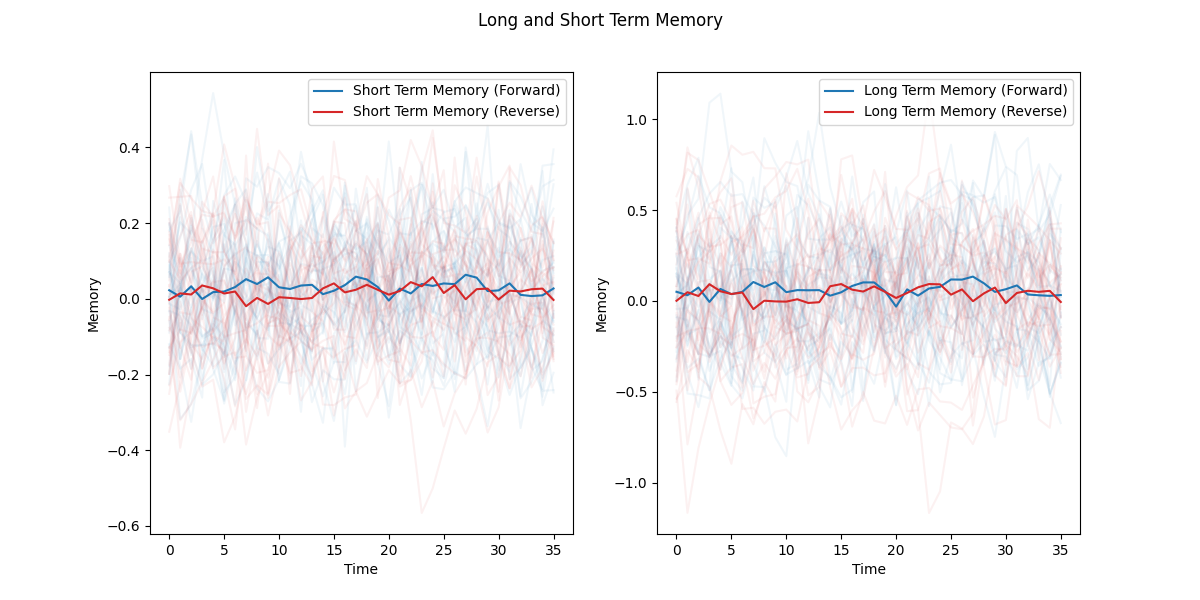 Long and Short Term Memory
Short Term Memory (Forward)
Short Term Memory (Reverse)
0.4
0.2
0.0
−0.2
−0.4
−0.6
Memory
0 5 10 15 20 25 30 35
Time
Long Term Memory (Forward)
Long Term Memory (Reverse)
1.0
0.5
0.0
−0.5
−1.0
Memory
0 5 10 15 20 25 30 35
Time